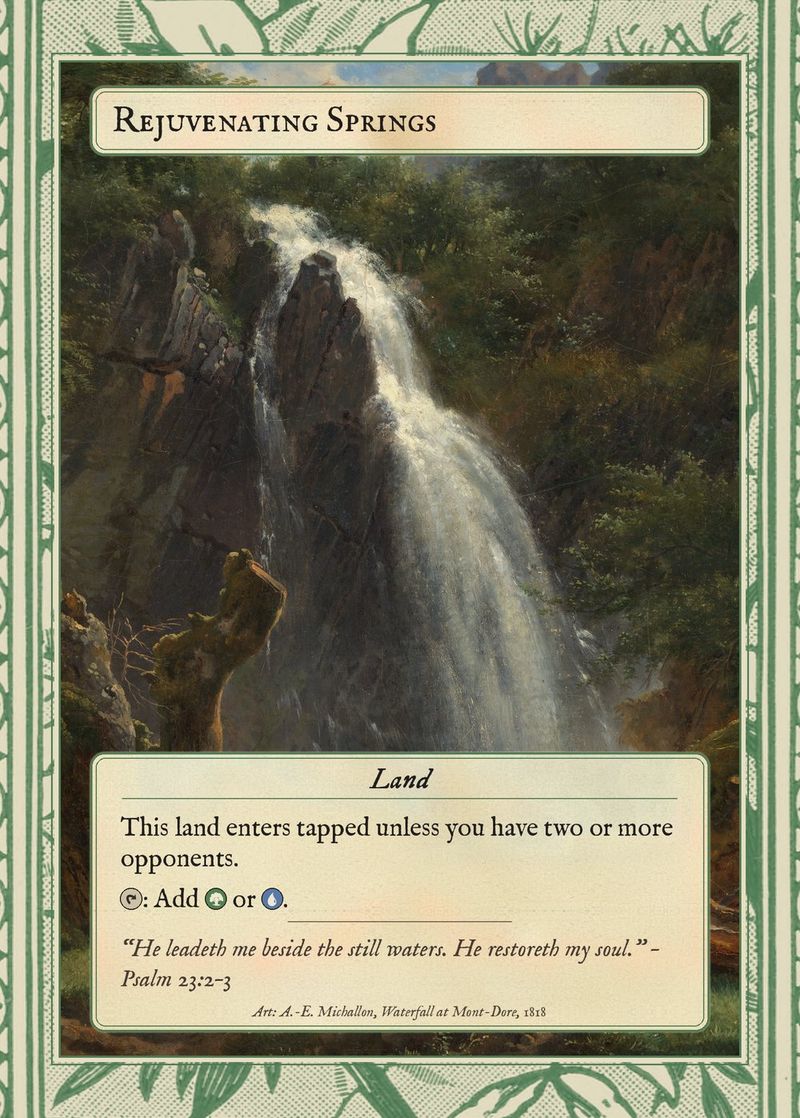 Rejuvenating Springs
Land
This land enters tapped unless you have two or more
opponents.
: Add or .
“He leadeth me beside the still waters. He restoreth my soul.” –
Psalm 23:2–3
Art: A.-E. Michallon, Waterfall at Mont-Dore, 1818